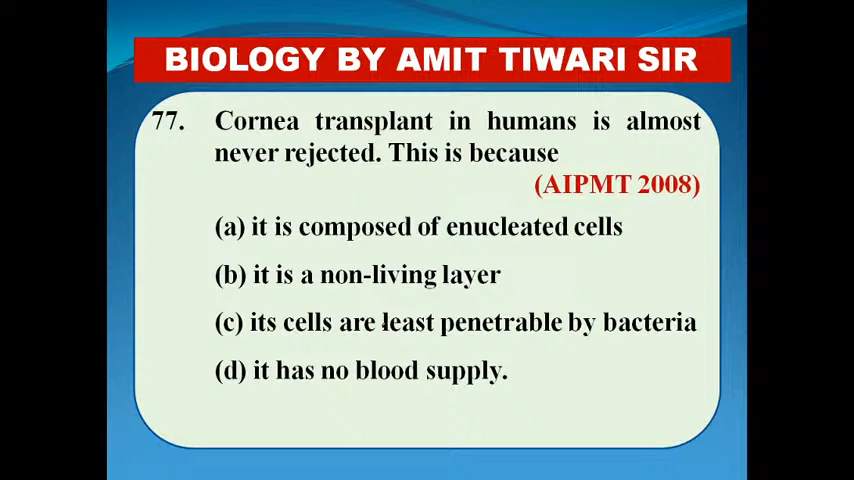 BIOLOGY BY AMIT TIWARI SIR
77. Cornea transplant in humans is almost
never rejected. This is because
(AIPMT 2008)
(a) it is composed of enucleated cells
(b) it is a non-living layer
(c) its cells are least penetrable by bacteria
(d) it has no blood supply.